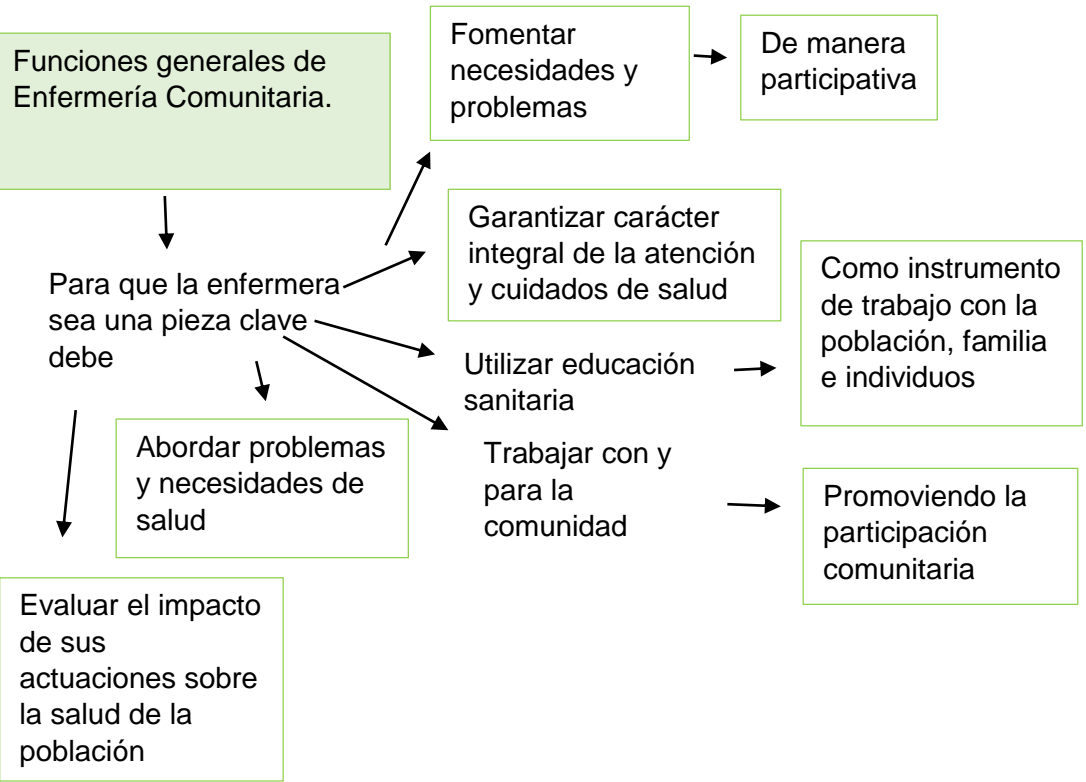 Funciones generales de
Enfermería Comunitaria.
Fomentar
necesidades y
problemas
De manera
participativa
Garantizar carácter
integral de la atención
y cuidados de salud
Para que la enfermera
sea una pieza clave
debe
Como instrumento
de trabajo con la
población, familia
e individuos
Utilizar educación
sanitaria
Abordar problemas
y necesidades de
salud
Trabajar con y
para la
comunidad
Promoviendo la
participación
comunitaria
Evaluar el impacto
de sus
actuaciones sobre
la salud de la
población